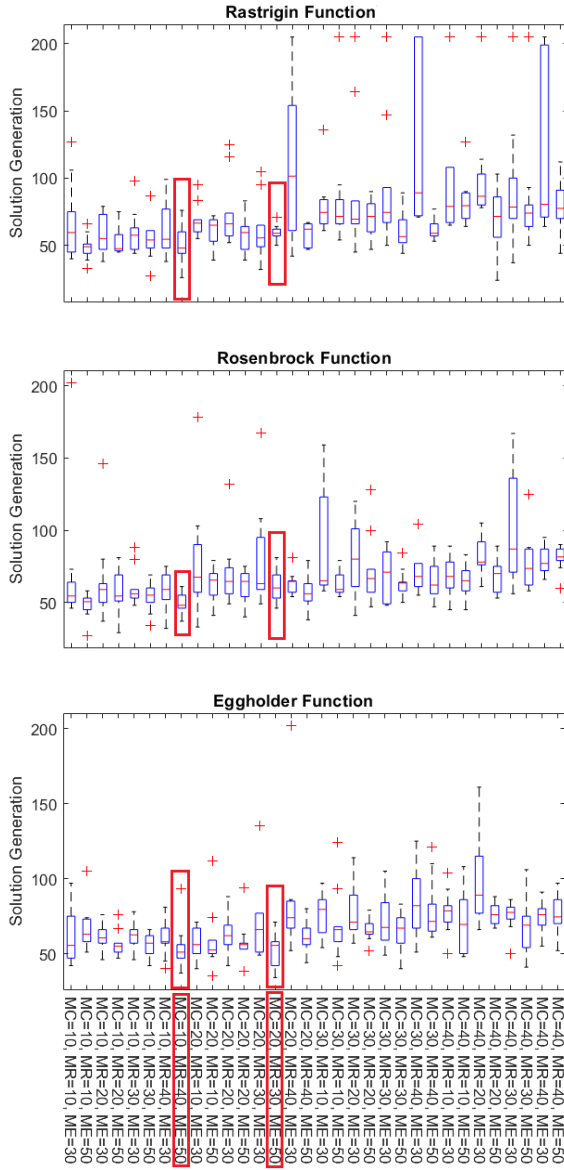 Rastrigin Function
200
150
100
50
Solution Generation
Rosenbrock Function
200
150
100
50
Solution Generation
Eggholder Function
200
150
100
50
Solution Generation
MC=10, MR=10, ME=30
MC=10, MR=10, ME=50
MC=10, MR=20, ME=30
MC=10, MR=20, ME=50
MC=10, MR=30, ME=30
MC=10, MR=30, ME=50
MC=10, MR=40, ME=30
MC=10, MR=40, ME=50
MC=20, MR=10, ME=30
MC=20, MR=10, ME=50
MC=20, MR=20, ME=30
MC=20, MR=20, ME=50
MC=20, MR=30, ME=30
MC=20, MR=30, ME=50
MC=20, MR=40, ME=30
MC=20, MR=40, ME=50
MC=30, MR=10, ME=30
MC=30, MR=10, ME=50
MC=30, MR=20, ME=30
MC=30, MR=20, ME=50
MC=30, MR=30, ME=30
MC=30, MR=30, ME=50
MC=30, MR=40, ME=30
MC=30, MR=40, ME=50
MC=40, MR=10, ME=30
MC=40, MR=10, ME=50
MC=40, MR=20, ME=30
MC=40, MR=20, ME=50
MC=40, MR=30, ME=30
MC=40, MR=30, ME=50
MC=40, MR=40, ME=30
MC=40, MR=40, ME=50